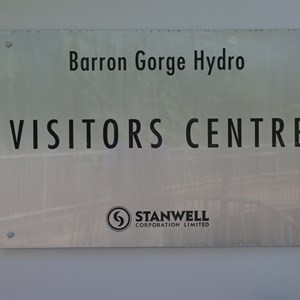 Barron Gorge Hydro
VISITORS CENTRE
STANWELL
CORPORATION LIMITED